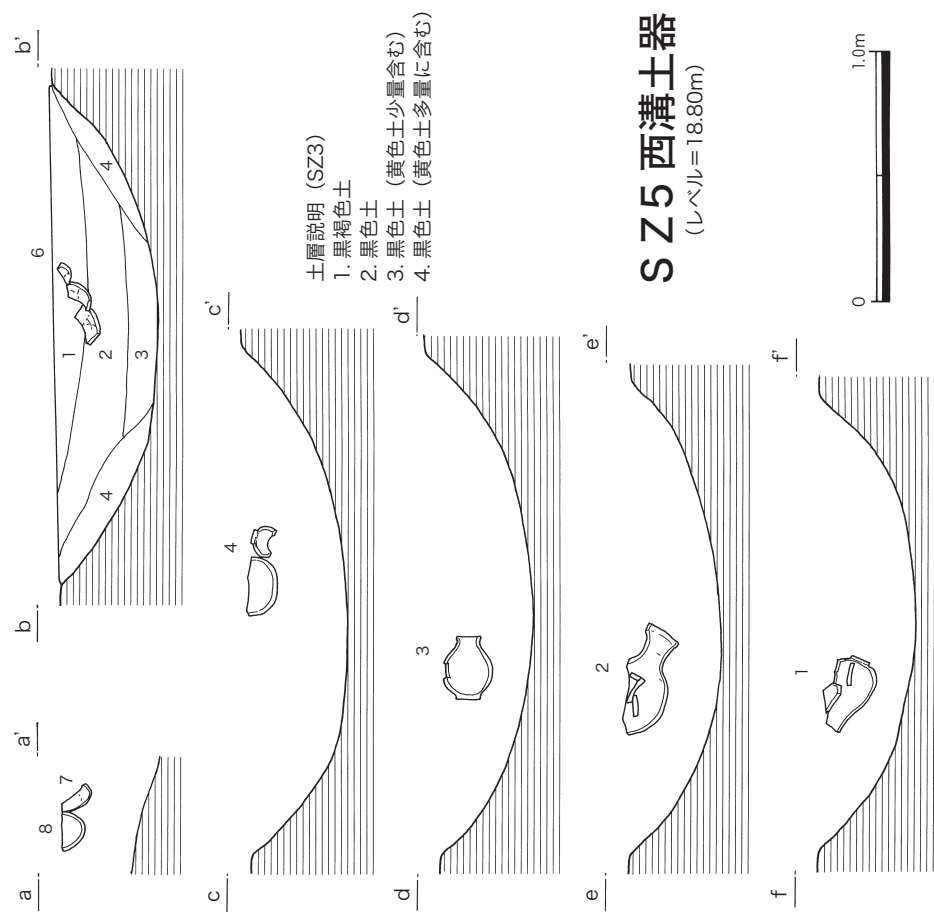 a a'
8
7
b b'
6
1
2
3
4
4
c c'
4
d d'
3
e e'
2
f f'
1
土層説明（SZ3）
1. 黒褐色土
2. 黒色土
3. 黒色土（黄色土少量含む）
4. 黒色土（黄色土多量に含む）
ＳＺ５ 西溝土器
（レベル＝18.80m）
0 1.0m